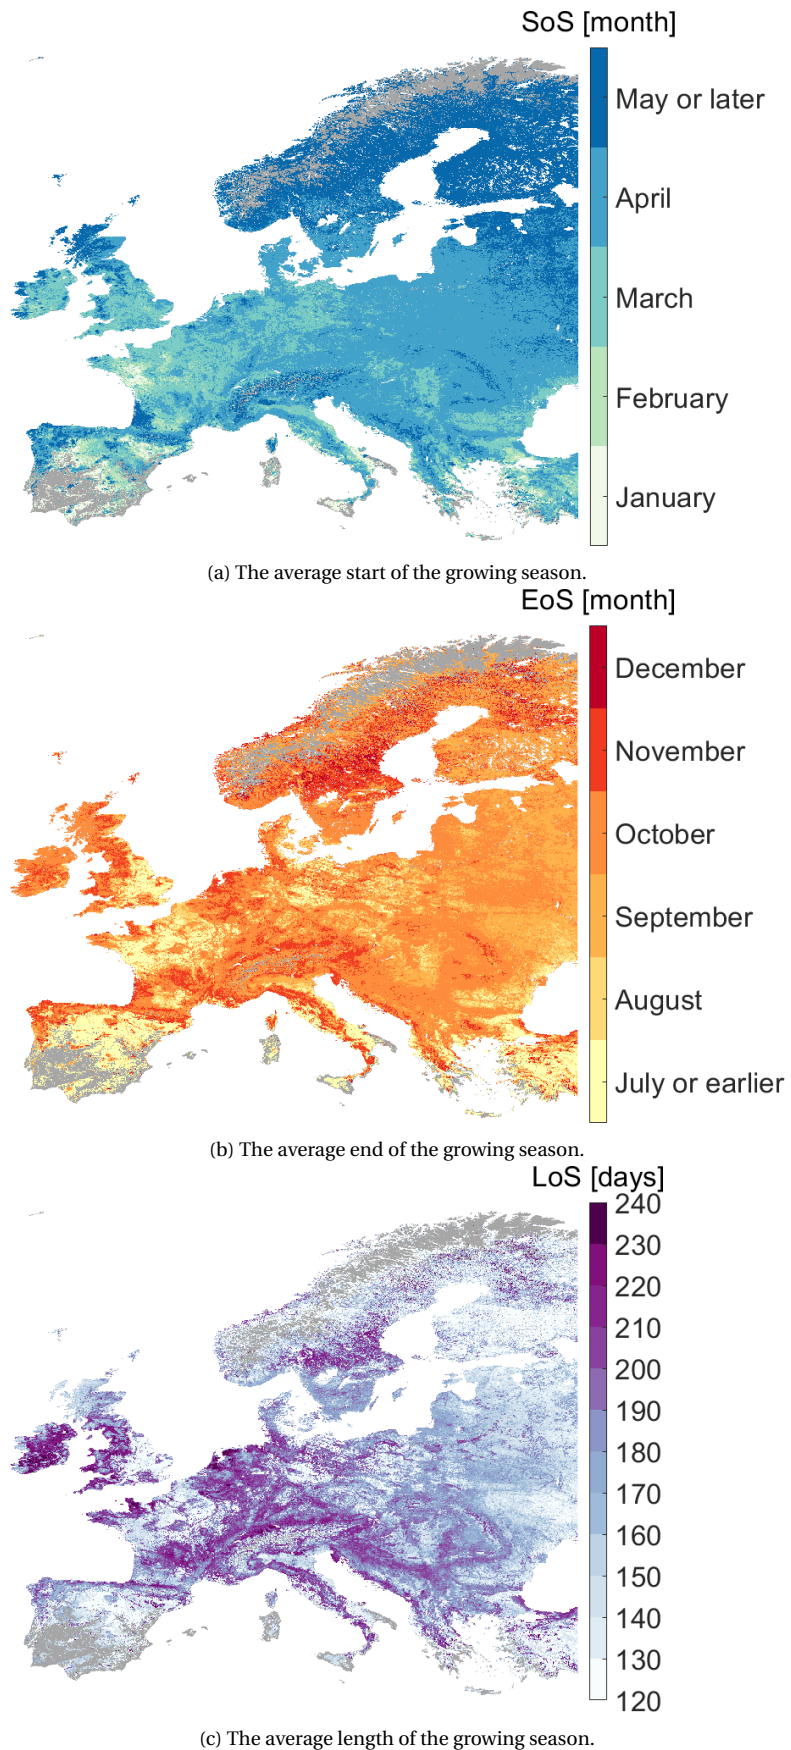 SoS [month]
May or later
April
March
February
January
(a) The average start of the growing season.
EoS [month]
December
November
October
September
August
July or earlier
(b) The average end of the growing season.
LoS [days]
240
230
220
210
200
190
180
170
160
150
140
130
120
(c) The average length of the growing season.